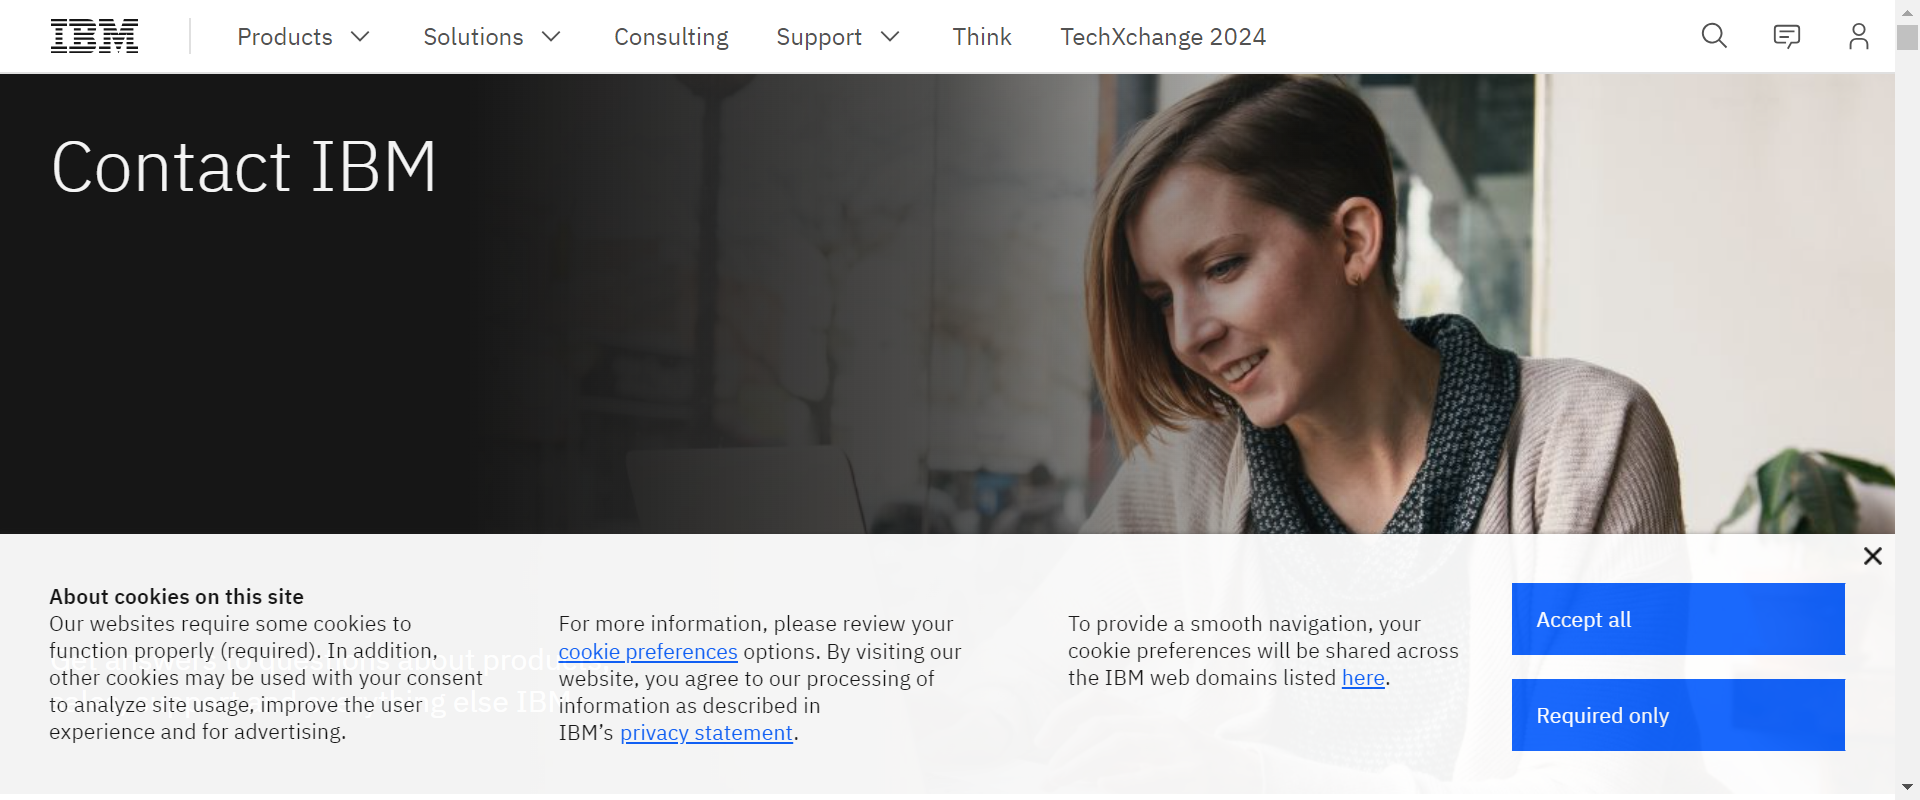 IBM
Products
Solutions
Consulting
Support
Think
TechXchange 2024
Contact IBM
Get answers to questions about products,
sales, support and everything else IBM
About cookies on this site
Our websites require some cookies to
function properly (required). In addition,
other cookies may be used with your consent
to analyze site usage, improve the user
experience and for advertising.
For more information, please review your
cookie preferences options. By visiting our
website, you agree to our processing of
information as described in
IBM’s privacy statement.
To provide a smooth navigation, your
cookie preferences will be shared across
the IBM web domains listed here.
Accept all
Required only